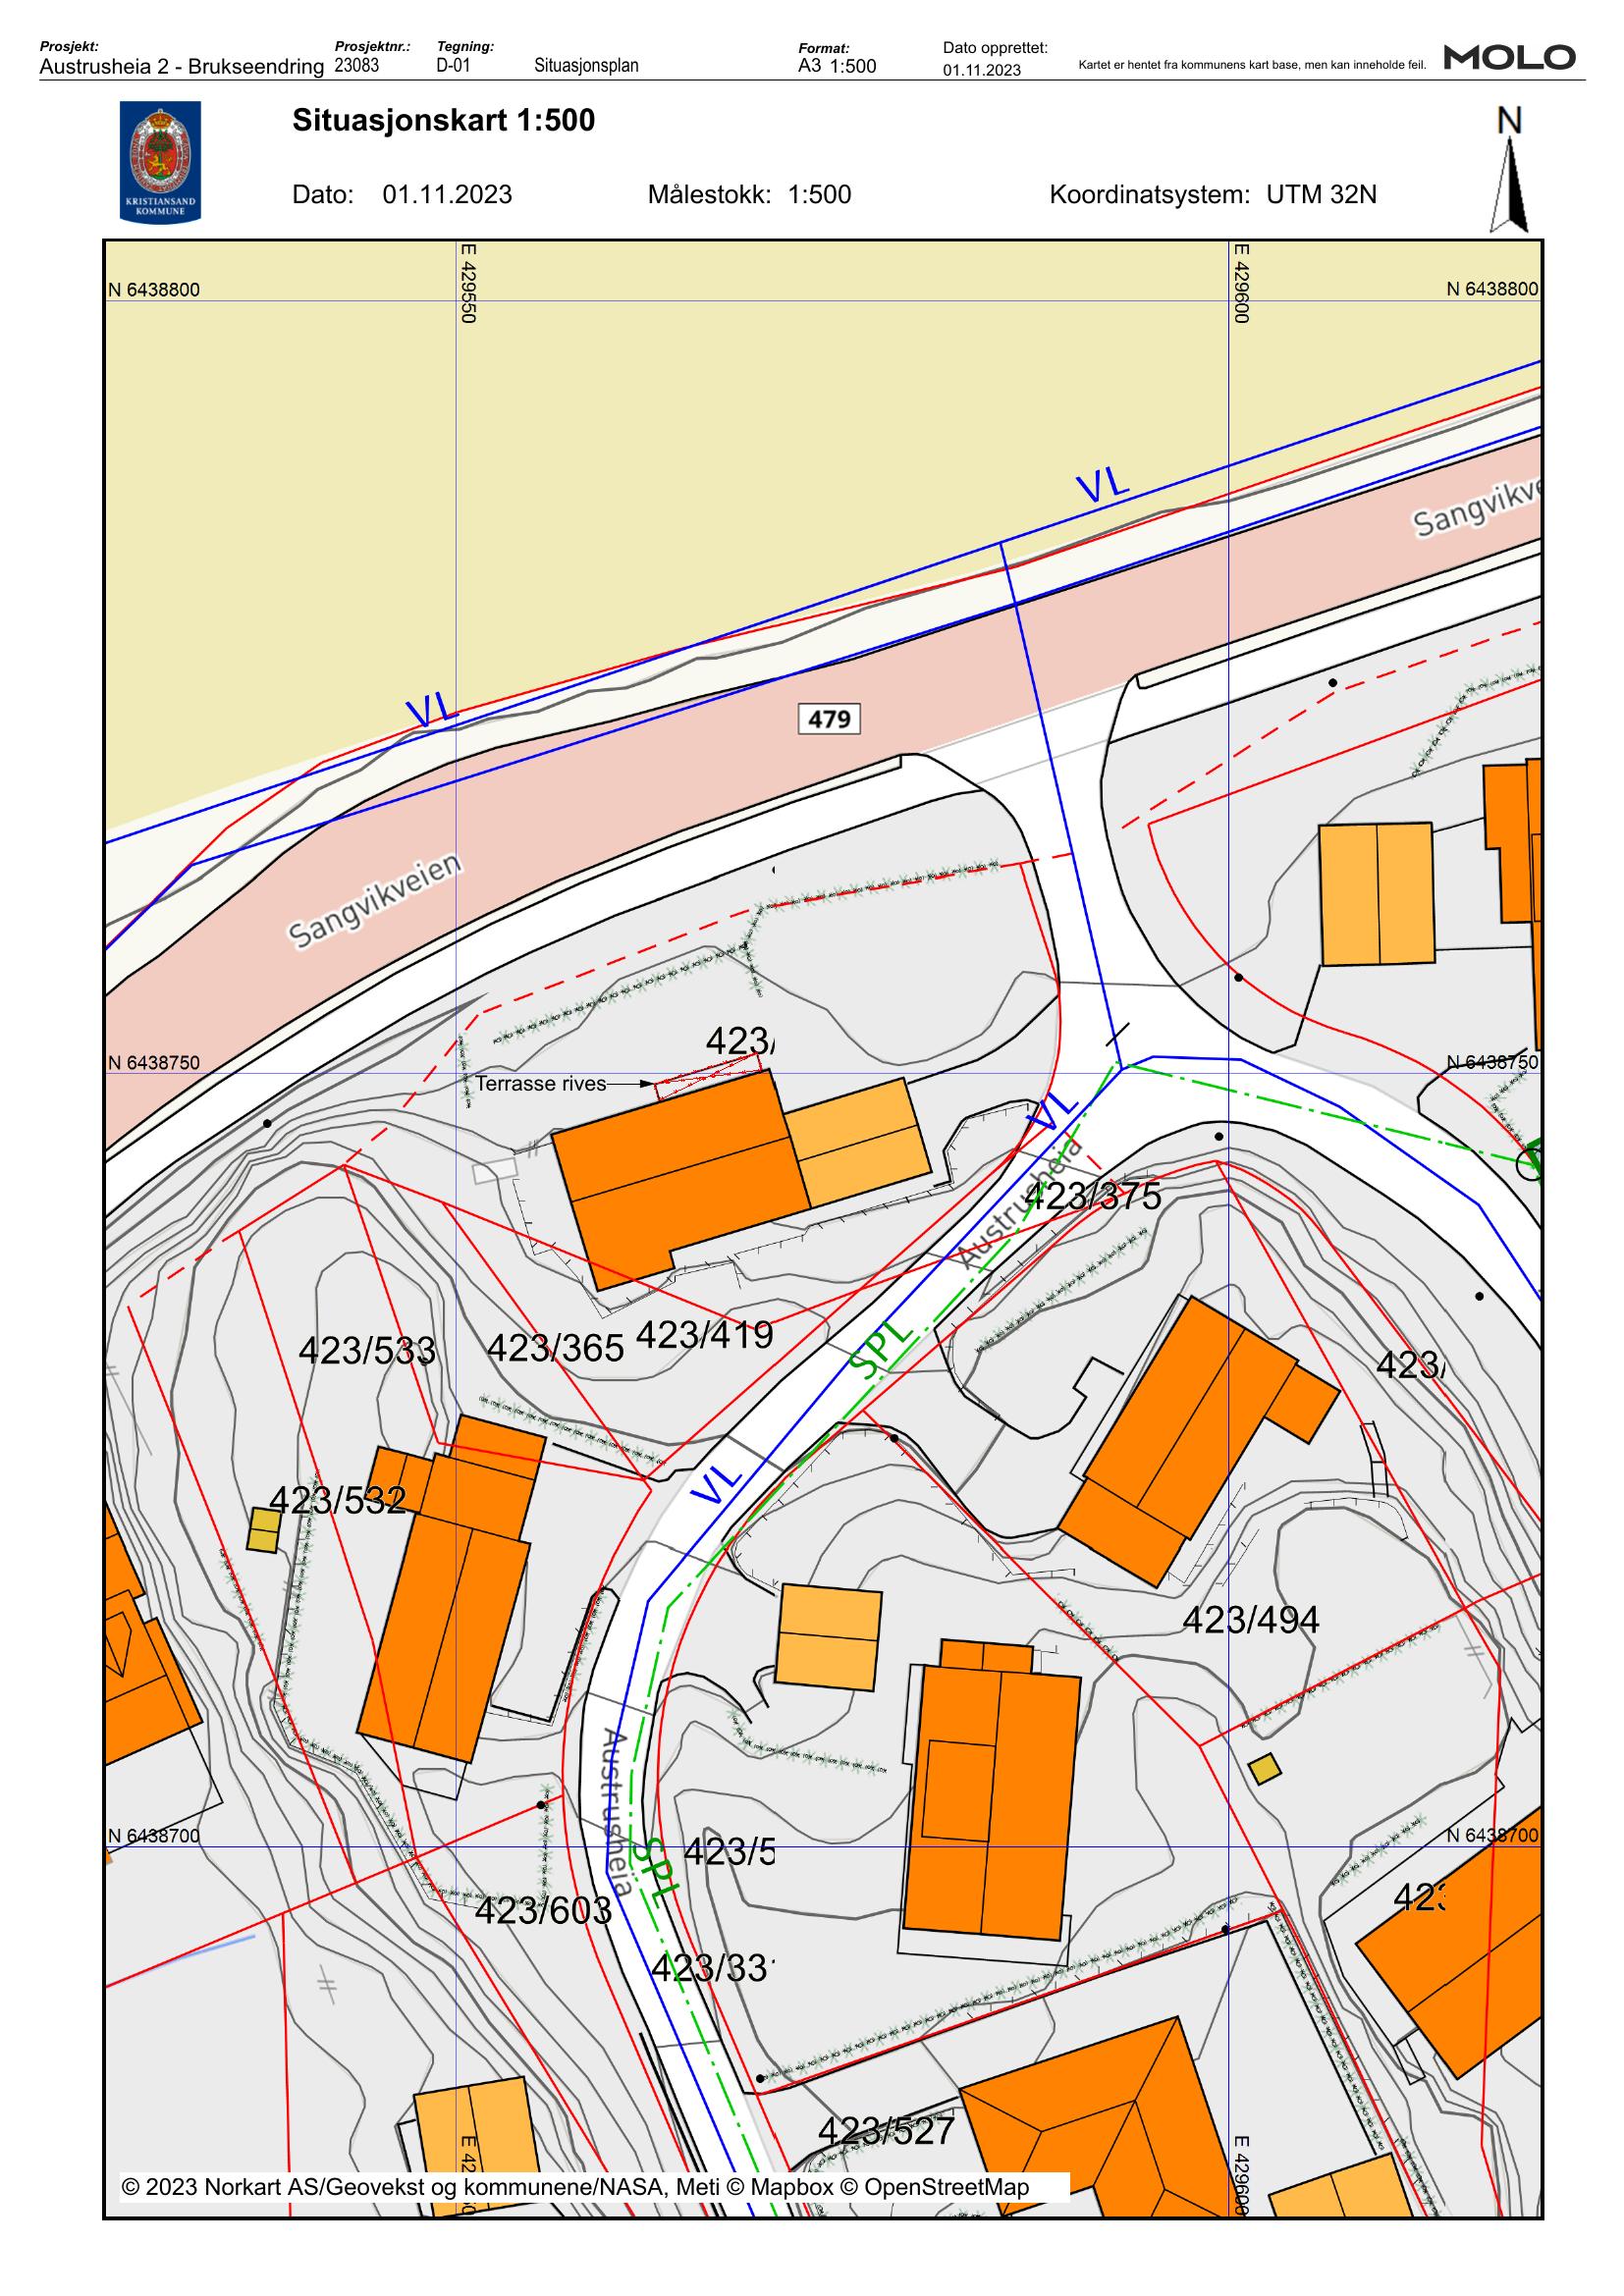 Prosjekt: Prosjektnr.: Tegning: Format: Dato opprettet:
Austrusheia 2 - Brukseendring 23083 D-01 Situasjonsplan A3 1:500 01.11.2023 Kartet er hentet fra kommunens kart base, men kan inneholde feil. MOLO
KRISTIANSAND KOMMUNE
Situasjonskart 1:500
Dato: 01.11.2023 Målestokk: 1:500 Koordinatsystem: UTM 32N
N
N 6438800
E 429550
E 429600
N 6438800
VL
Sangvikve
VL
479
Sangvikveien
423/
N 6438750
N 6438750
Terrasse rives
VL
Austrusheia
423/375
423/533
423/365
423/419
SPL
423/
VL
423/532
423/494
Austrusheia
N 6438700
N 6438700
423/5
SPL
423/603
423/33
423/527
E 429600
© 2023 Norkart AS/Geovekst og kommunene/NASA, Meti © Mapbox © OpenStreetMap